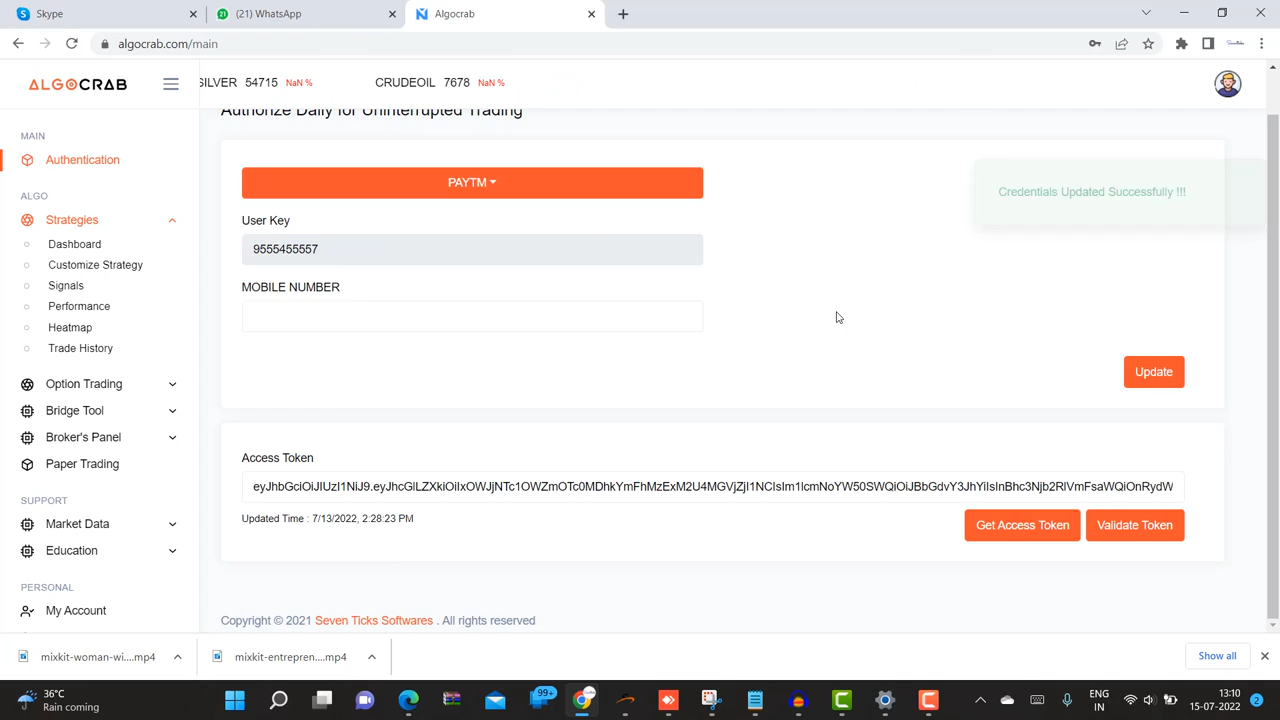 Skype
(21) WhatsApp
Algocrab
algocrab.com/main
ALGOCRAB
SILVER 54715 NaN % CRUDEOIL 7678 NaN %
Authorize Daily for Uninterrupted Trading
MAIN
Authentication
ALGO
Strategies
Dashboard
Customize Strategy
Signals
Performance
Heatmap
Trade History
Option Trading
Bridge Tool
Broker's Panel
Paper Trading
SUPPORT
Market Data
Education
PERSONAL
My Account
PAYTM
Credentials Updated Successfully !!!
User Key
9555455557
MOBILE NUMBER
Update
Access Token
Updated Time : 7/13/2022, 2:28:23 PM
Get Access Token
Validate Token
Copyright © 2021 Seven Ticks Softwares . All rights reserved
mixkit-woman-wi....mp4
mixkit-entrepren....mp4
Show all
36°C
Rain coming
99+
ENG
IN
13:10
15-07-2022
2